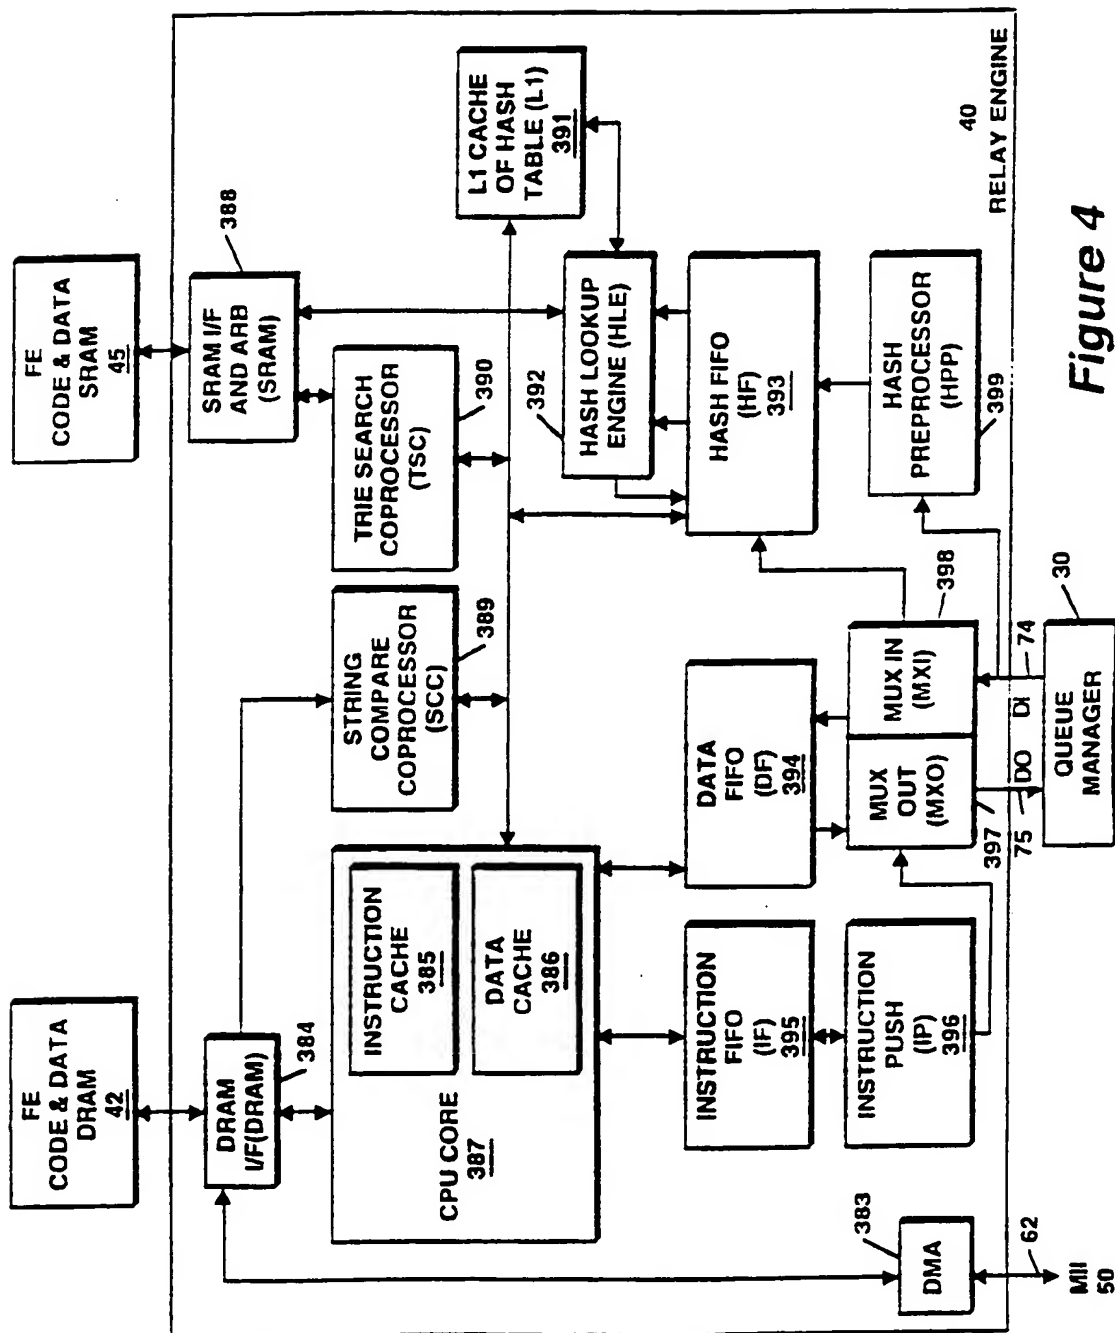 FE
CODE & DATA
DRAM
42
FE
CODE & DATA
SRAM
45
DRAM
I/F(DRAM)
384
SRAM I/F
AND ARB
(SRAM)
388
INSTRUCTION
CACHE
385
DATA
CACHE
386
CPU CORE
387
STRING
COMPARE
COPROCESSOR
(SCC)
389
TRIE SEARCH
COPROCESSOR
(TSC)
390
L1 CACHE
OF HASH
TABLE (L1)
391
392
HASH LOOKUP
ENGINE (HLE)
INSTRUCTION
FIFO
(IF)
395
DATA
FIFO
(DF)
394
HASH FIFO
(HF)
393
383
DMA
INSTRUCTION
PUSH
(IP)
396
MUX
OUT
(MXO)
MUX IN
(MXI)
398
HASH
PREPROCESSOR
(HPP)
399
40
RELAY ENGINE
397
62
75
DO
DI
74
MII
50
QUEUE
MANAGER
30
Figure 4